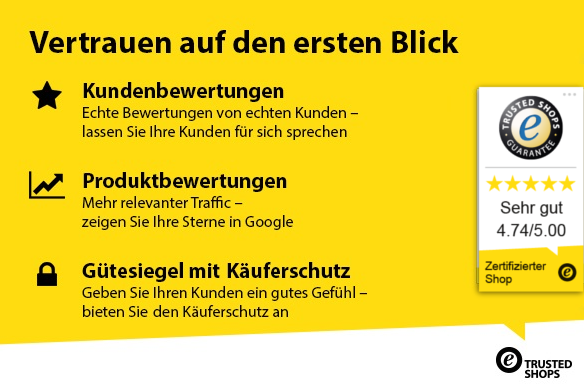 Vertrauen auf den ersten Blick
Kundenbewertungen
Echte Bewertungen von echten Kunden –
lassen Sie Ihre Kunden für sich sprechen
Produktbewertungen
Mehr relevanter Traffic –
zeigen Sie Ihre Sterne in Google
Gütesiegel mit Käuferschutz
Geben Sie Ihren Kunden ein gutes Gefühl –
bieten Sie den Käuferschutz an
TRUSTED SHOPS
e
GUARANTEE
Sehr gut
4.74/5.00
Zertifizierter
Shop
e
e
TRUSTED
SHOPS